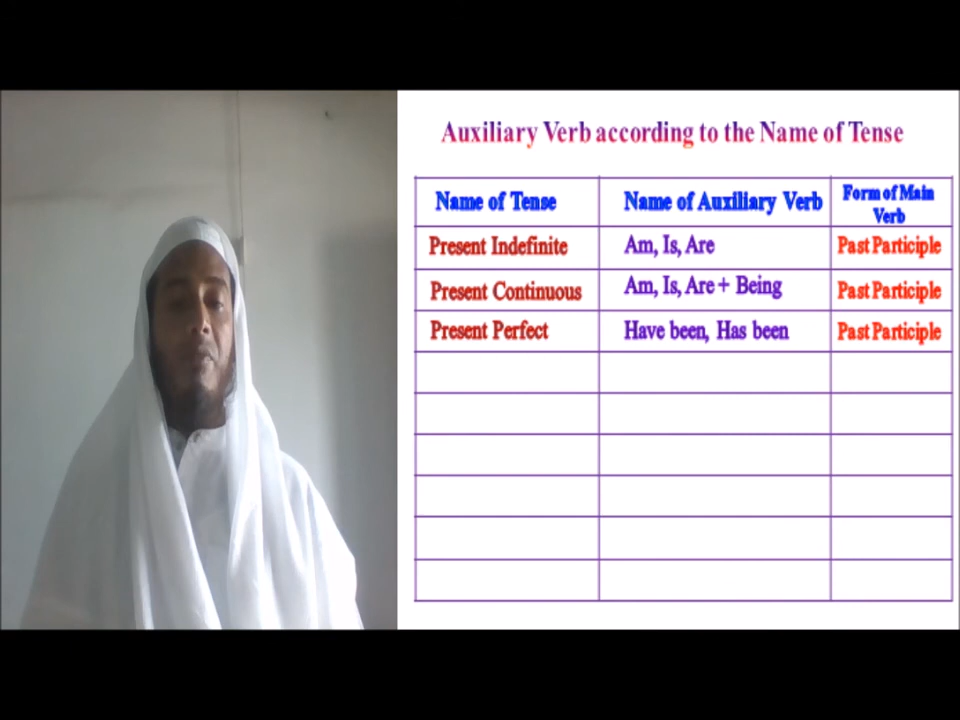 Auxiliary Verb according to the Name of Tense
Name of Tense Name of Auxiliary Verb Form of Main
Verb
Present Indefinite Am, Is, Are Past Participle
Present Continuous Am, Is, Are + Being Past Participle
Present Perfect Have been, Has been Past Participle